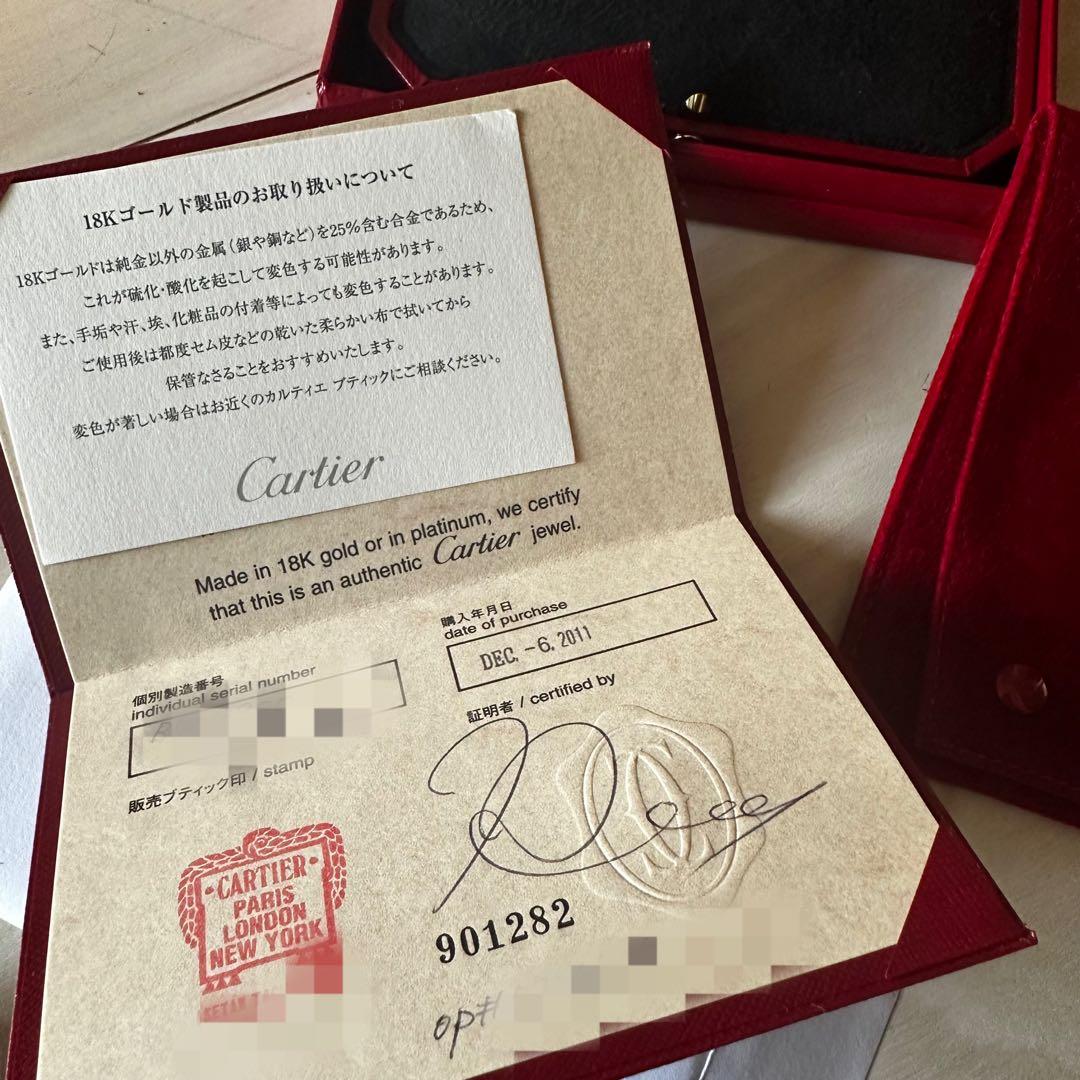 18Kゴールド製品のお取り扱いについて
18Kゴールドは純金以外の金属(銀や銅など)を25%含む合金であるため、
これが硫化・酸化を起こして変色する可能性があります。
また、手垢や汗、埃、化粧品の付着等によっても変色することがあります。
ご使用後は都度セム皮などの乾いた柔らかい布で拭いてから
保管なさることをおすすめいたします。
変色が著しい場合はお近くのカルティエ ブティックにご相談ください。
Cartier
Made in 18K gold or in platinum, we certify
that this is an authentic Cartier jewel.
購入年月日
date of purchase
DEC. -6. 2011
個別製造番号
individual serial number
証明者 / certified by
販売ブティック印 / stamp
CARTIER
PARIS
LONDON
NEW YORK
901282
op#